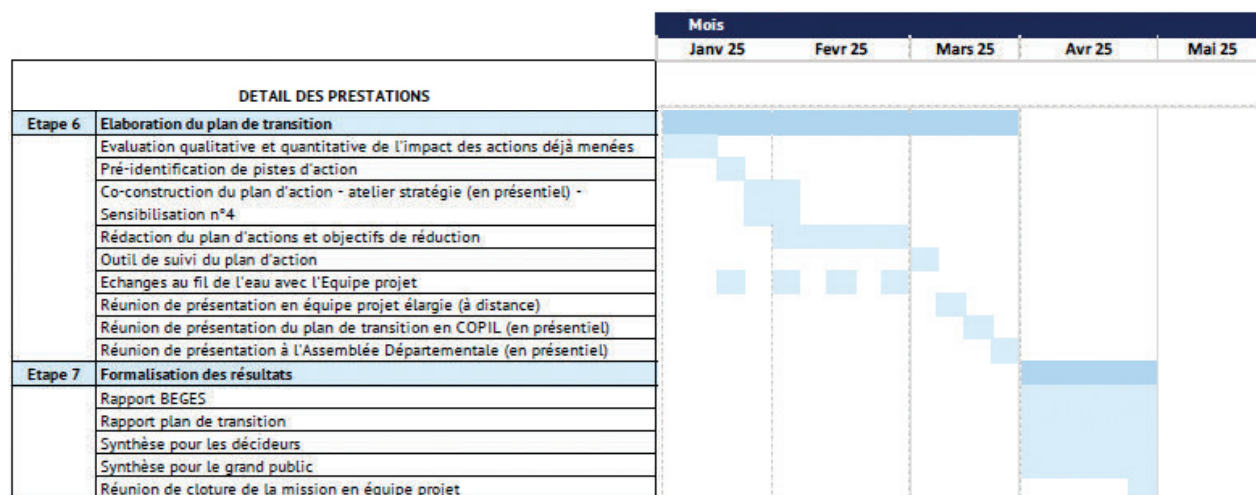 Mois
Janv 25 Fevr 25 Mars 25 Avr 25 Mai 25
DETAIL DES PRESTATIONS
Etape 6 Elaboration du plan de transition
Evaluation qualitative et quantitative de l'impact des actions déjà menées
Pré-identification de pistes d'action
Co-construction du plan d'action - atelier stratégie (en présentiel) -
Sensibilisation n°4
Rédaction du plan d'actions et objectifs de réduction
Outil de suivi du plan d'action
Echanges au fil de l'eau avec l'Equipe projet
Réunion de présentation en équipe projet élargie (à distance)
Réunion de présentation du plan de transition en COPIL (en présentiel)
Réunion de présentation à l'Assemblée Départementale (en présentiel)
Etape 7 Formalisation des résultats
Rapport BEGES
Rapport plan de transition
Synthèse pour les décideurs
Synthèse pour le grand public
Réunion de cloture de la mission en équipe projet